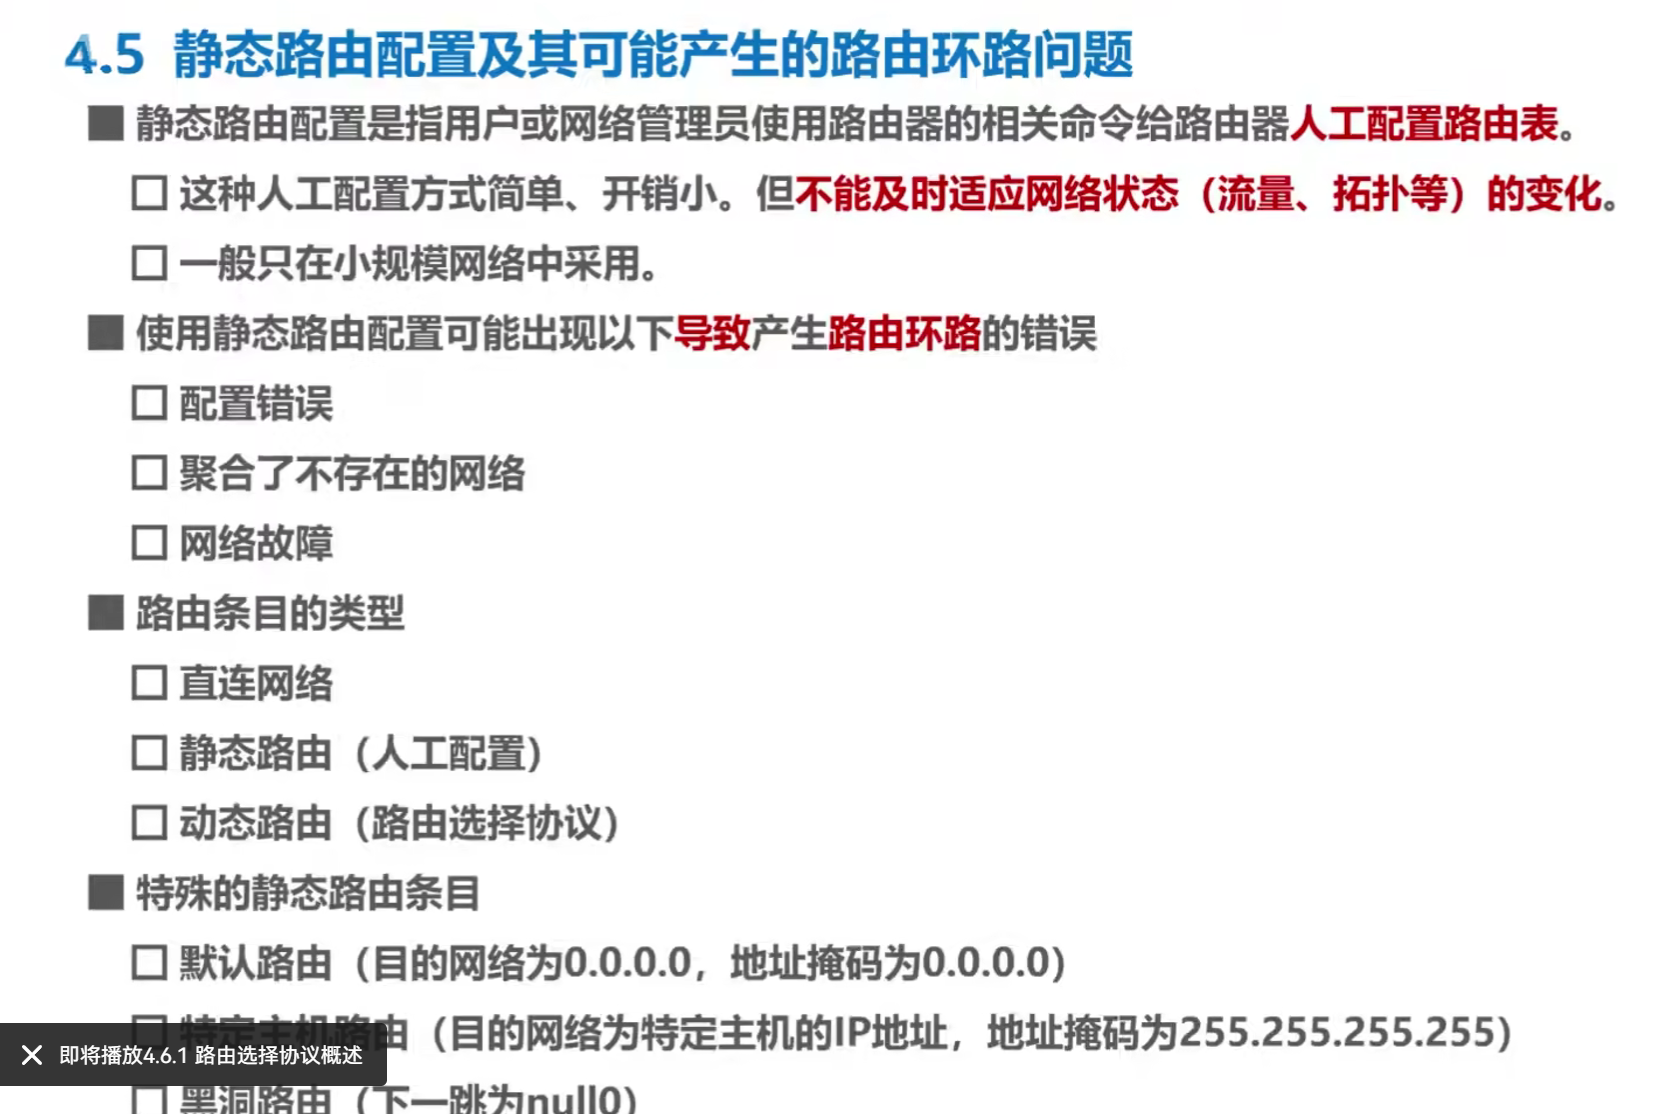 4.5 静态路由配置及其可能产生的路由环路问题
■ 静态路由配置是指用户或网络管理员使用路由器的相关命令给路由器人工配置路由表。
□ 这种人工配置方式简单、开销小。但不能及时适应网络状态（流量、拓扑等）的变化。
□ 一般只在小规模网络中采用。
■ 使用静态路由配置可能出现以下导致产生路由环路的错误
□ 配置错误
□ 聚合了不存在的网络
□ 网络故障
■ 路由条目的类型
□ 直连网络
□ 静态路由（人工配置）
□ 动态路由（路由选择协议）
■ 特殊的静态路由条目
□ 默认路由（目的网络为0.0.0.0，地址掩码为0.0.0.0）
□ 特定主机路由（目的网络为特定主机的IP地址，地址掩码为255.255.255.255）
即将播放4.6.1 路由选择协议概述
□ 黑洞路由（下一跳为null0）